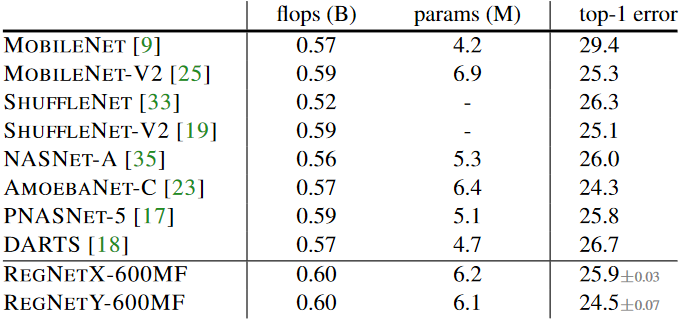 flops (B) params (M) top-1 error
MOBILENET [9] 0.57 4.2 29.4
MOBILENET-V2 [25] 0.59 6.9 25.3
SHUFFLENET [33] 0.52 - 26.3
SHUFFLENET-V2 [19] 0.59 - 25.1
NASNET-A [35] 0.56 5.3 26.0
AMOEBANET-C [23] 0.57 6.4 24.3
PNASNET-5 [17] 0.59 5.1 25.8
DARTS [18] 0.57 4.7 26.7
REGNETX-600MF 0.60 6.2 25.9±0.03
REGNETY-600MF 0.60 6.1 24.5±0.07